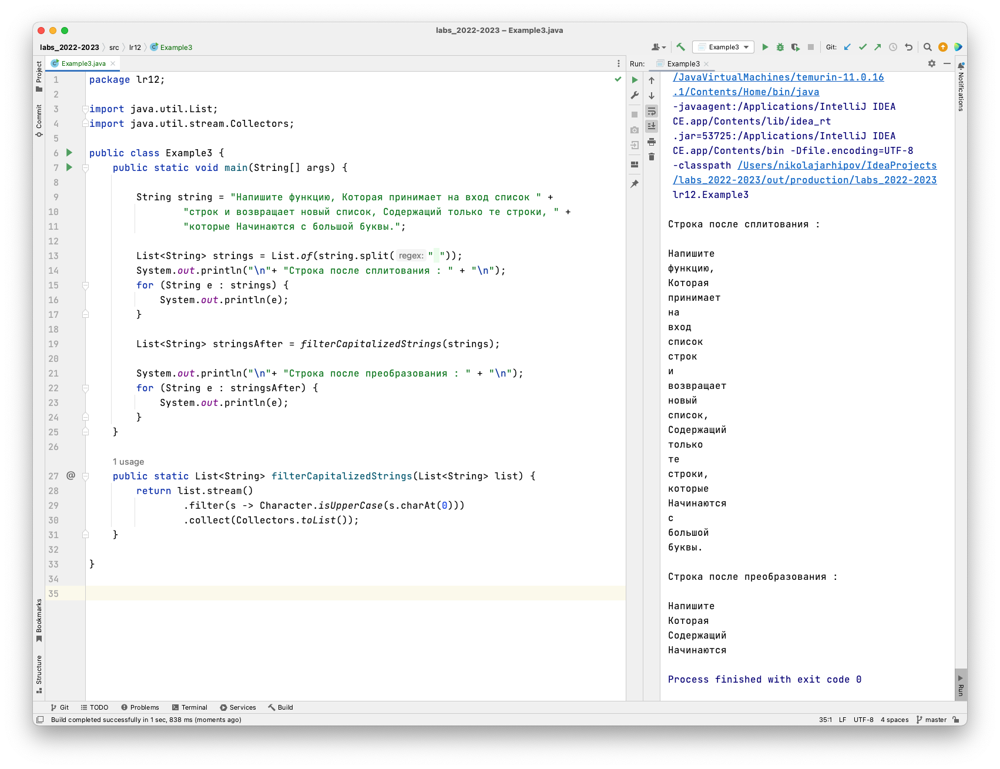 labs_2022-2023 – Example3.java
labs_2022-2023 src lr12 Example3
Example3
Git:
Project
Commit
Bookmarks
Structure
Example3.java
1 package lr12;
2
3 import java.util.List;
4 import java.util.stream.Collectors;
5
6 public class Example3 {
7 public static void main(String[] args) {
8
9 String string = "Напишите функцию, Которая принимает на вход список " +
10 "строк и возвращает новый список, Содержащий только те строки, " +
11 "которые Начинаются с большой буквы.";
12
13 List<String> strings = List.of(string.split( regex: " "));
14 System.out.println("\n"+ "Строка после сплитования : " + "\n");
15 for (String e : strings) {
16 System.out.println(e);
17 }
18
19 List<String> stringsAfter = filterCapitalizedStrings(strings);
20
21 System.out.println("\n"+ "Строка после преобразования : " + "\n");
22 for (String e : stringsAfter) {
23 System.out.println(e);
24 }
25 }
26
1 usage
27 @ public static List<String> filterCapitalizedStrings(List<String> list) {
28 return list.stream()
29 .filter(s -> Character.isUpperCase(s.charAt(0)))
30 .collect(Collectors.toList());
31 }
32
33 }
34
35
Run: Example3
/JavaVirtualMachines/temurin-11.0.16
.1/Contents/Home/bin/java
-javaagent:/Applications/IntelliJ IDEA
CE.app/Contents/lib/idea_rt
.jar=53725:/Applications/IntelliJ IDEA
CE.app/Contents/bin -Dfile.encoding=UTF-8
-classpath /Users/nikolajarhipov/IdeaProjects
/labs_2022-2023/out/production/labs_2022-2023
lr12.Example3
Строка после сплитования :
Напишите
функцию,
Которая
принимает
на
вход
список
строк
и
возвращает
новый
список,
Содержащий
только
те
строки,
которые
Начинаются
с
большой
буквы.
Строка после преобразования :
Напишите
Которая
Содержащий
Начинаются
Process finished with exit code 0
Notifications
Run
Git TODO Problems Terminal Services Build
Build completed successfully in 1 sec, 838 ms (moments ago)
35:1 LF UTF-8 4 spaces master